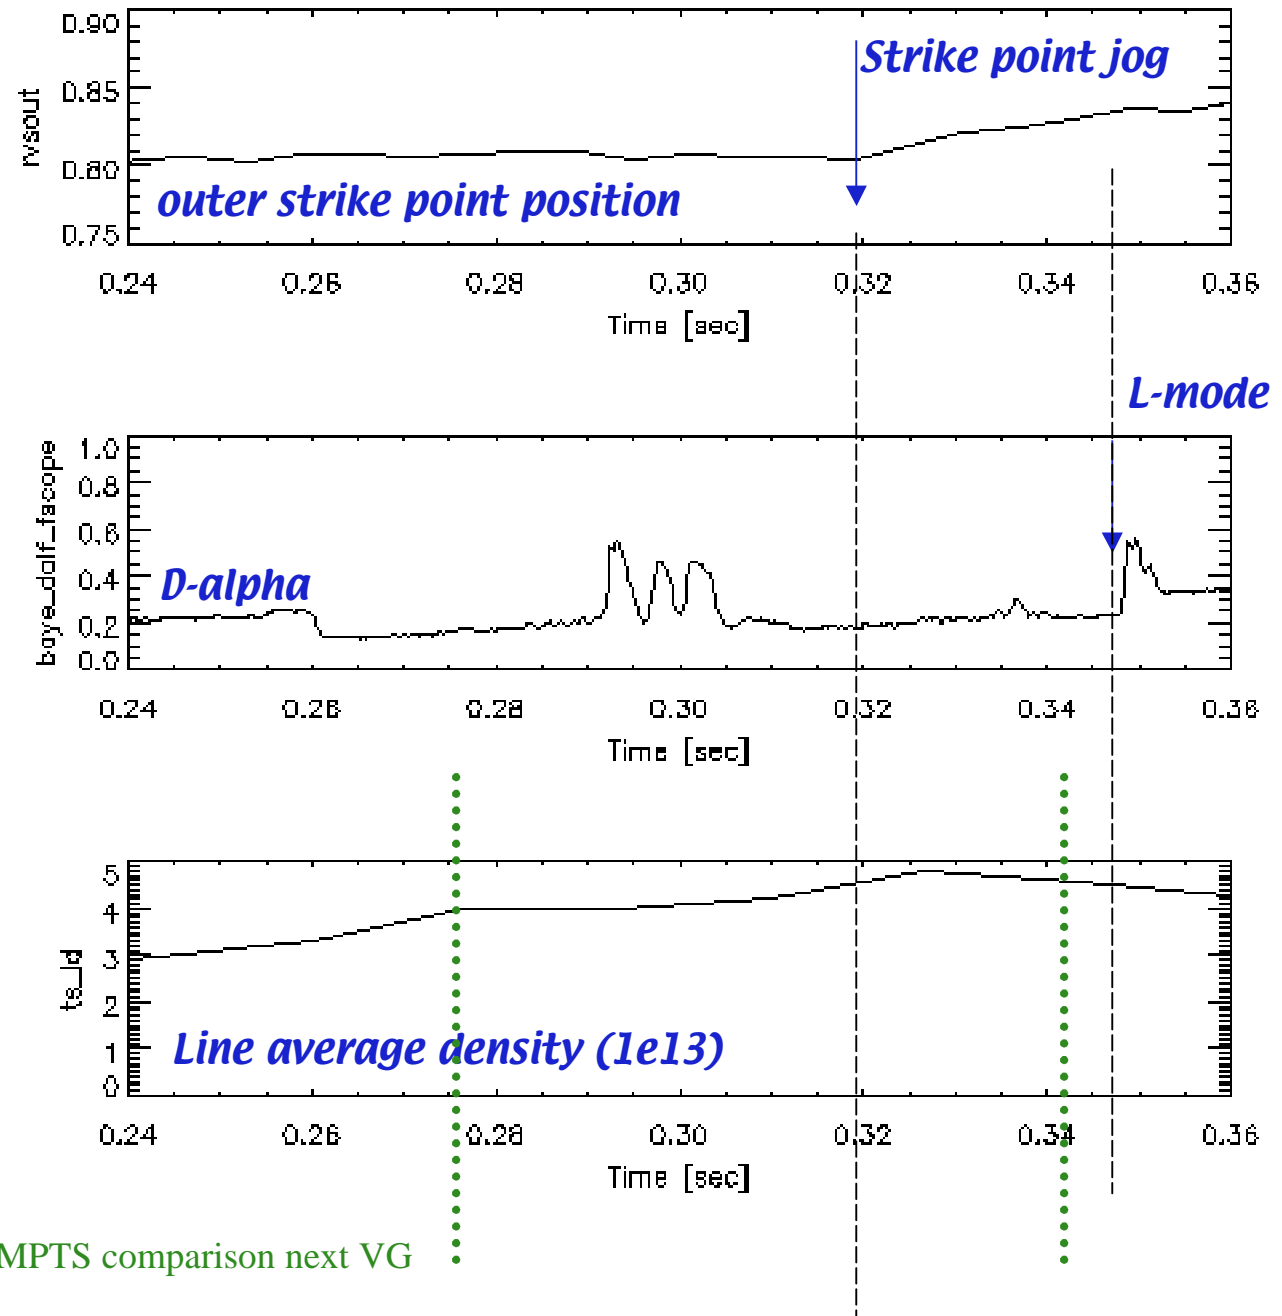 0.90
0.85
0.80
0.75
rvsout
Strike point jog
outer strike point position
0.24 0.26 0.28 0.30 0.32 0.34 0.36
Time [sec]
L-mode
1.0
0.8
0.6
0.4
0.2
0.0
D-alpha
0.24 0.26 0.28 0.30 0.32 0.34 0.36
Time [sec]
5
4
3
2
1
0
ts_ld
Line average density (1e13)
0.24 0.26 0.28 0.30 0.32 0.34 0.36
Time [sec]
MPTS comparison next VG